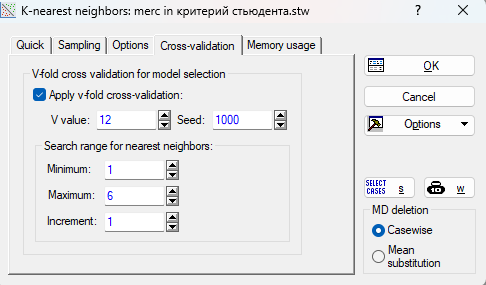 K-nearest neighbors: merc in критерий стьюдента.stw
Quick Sampling Options Cross-validation Memory usage
V-fold cross validation for model selection
Apply v-fold cross-validation:
V value: 12 Seed: 1000
Search range for nearest neighbors:
Minimum: 1
Maximum: 6
Increment: 1
OK
Cancel
Options
SELECT CASES S W
MD deletion
Casewise
Mean
substitution